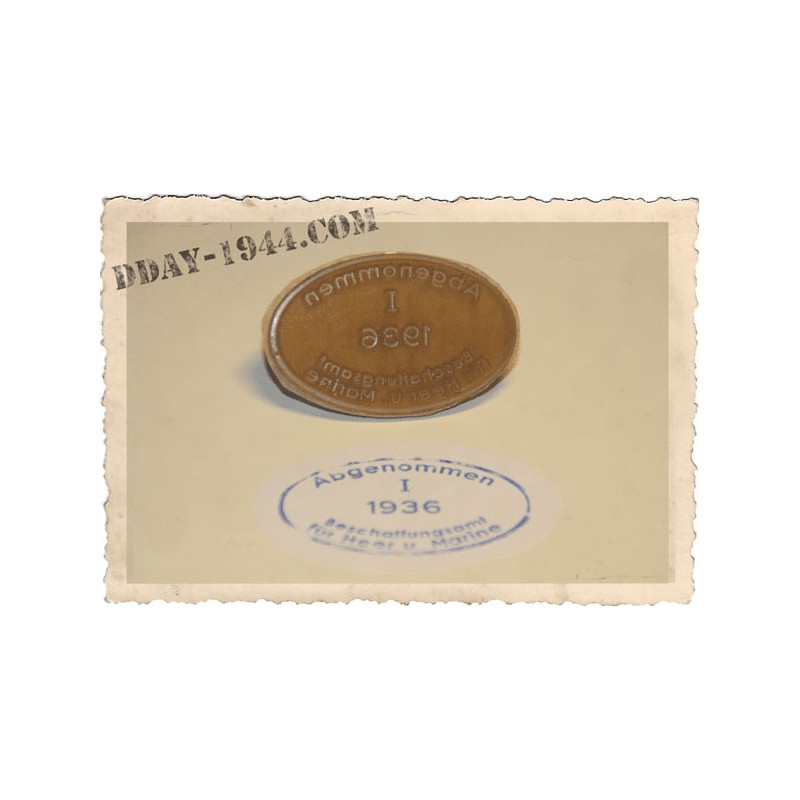 DDAY-1944.COM
Abgenommen
I
1936
Beschaffungsamt
für Heer u. Marine
Abgenommen
I
1936
Beschaffungsamt
für Heer u. Marine